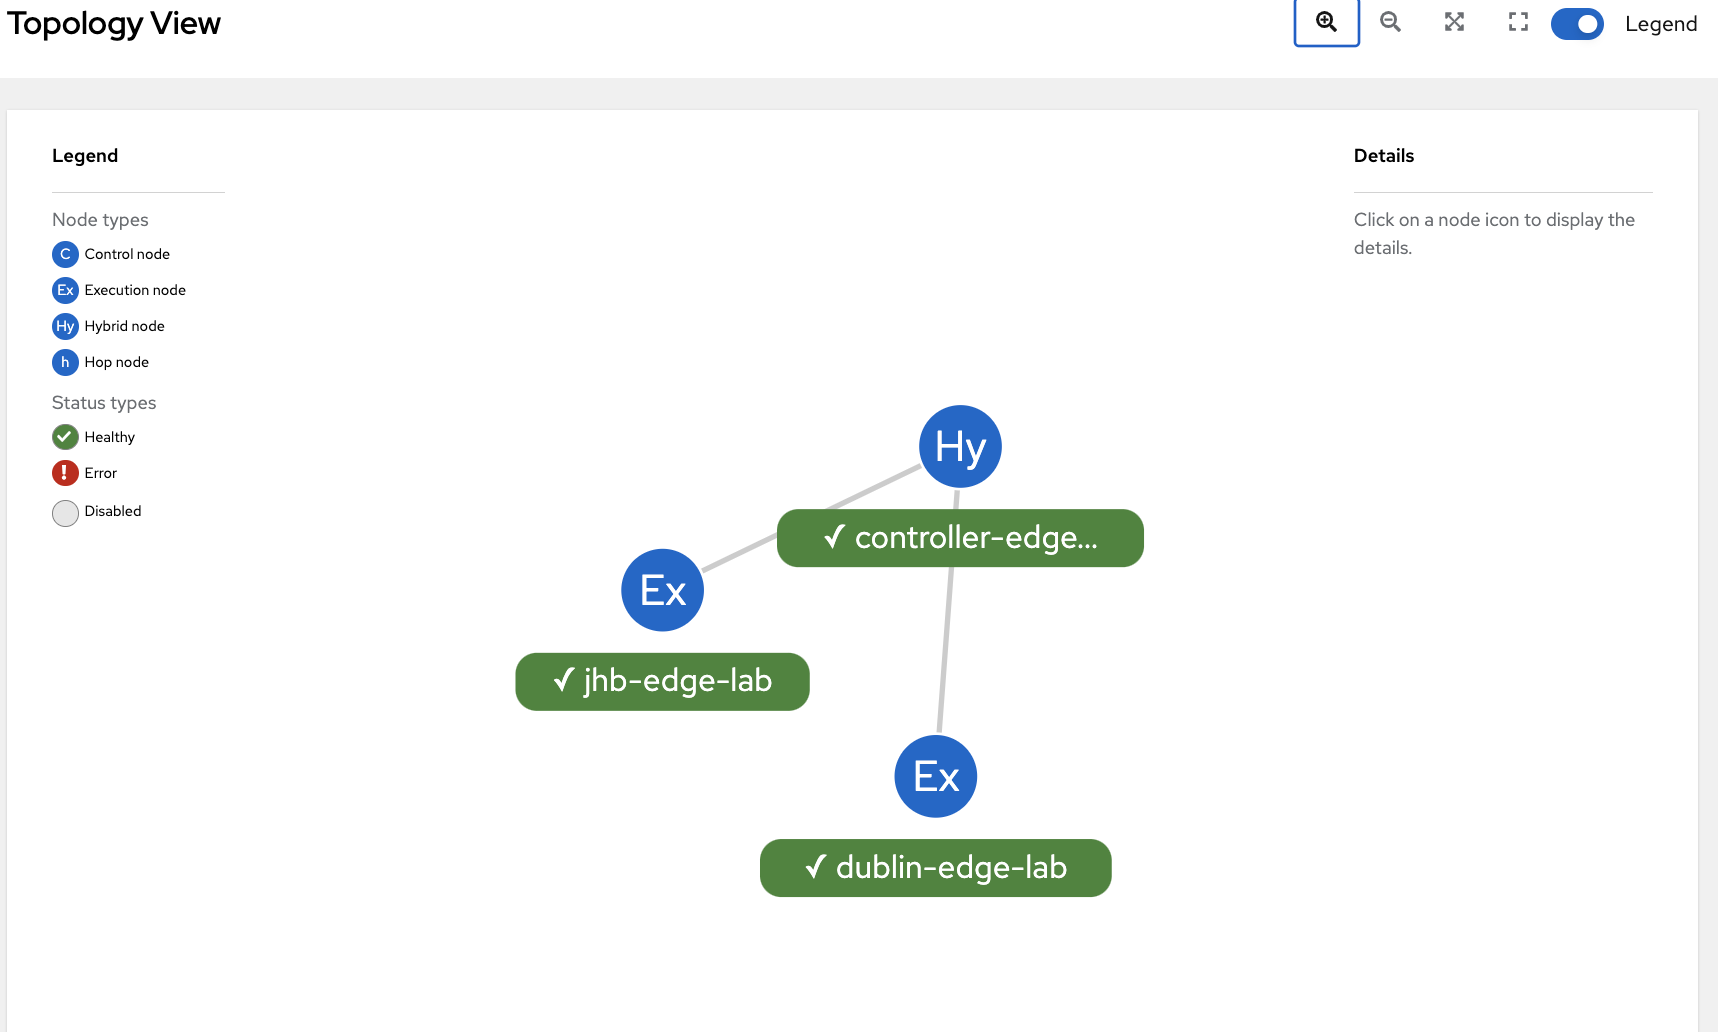 Topology View
Legend
Legend
Node types
C Control node
Ex Execution node
Hy Hybrid node
h Hop node
Status types
Healthy
! Error
Disabled
Details
Click on a node icon to display the
details.
Hy
✓ controller-edge...
Ex
✓ jhb-edge-lab
Ex
✓ dublin-edge-lab